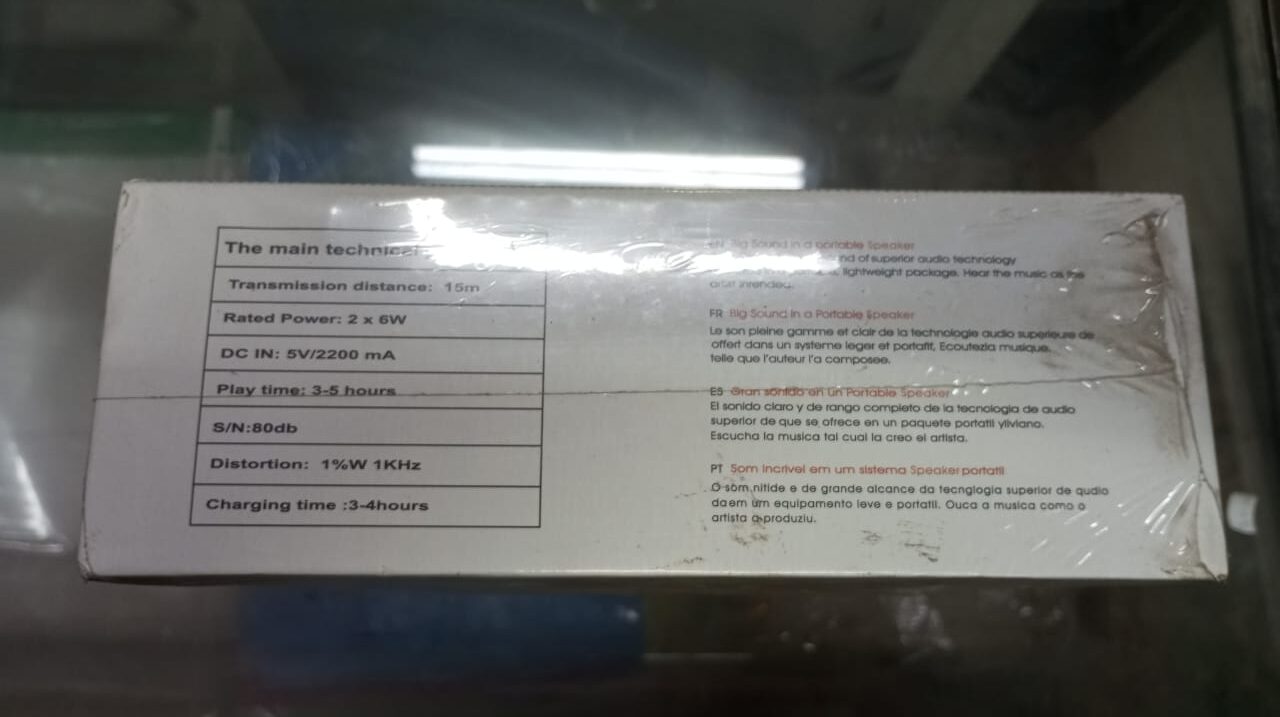 The main technical
Transmission distance: 15m
Rated Power: 2 x 6W
DC IN: 5V/2200 mA
Play time: 3-5 hours
S/N:80db
Distortion: 1%W 1KHz
Charging time :3-4hours
EN Big Sound in a portable Speaker
nd of superior audio technology
lightweight package. Hear the music as the
artist intended.
FR Big Sound in a Portable Speaker
Le son pleine gamme et clair de la technologie audio superieure de
offert dans un systeme leger et portafit, Ecoutezla musique,
telle que l'auteur l'a camposee.
ES Gran sonido en un Portable Speaker
El sonido claro y de rango completo de la tecnologia de audio
superior de que se ofrece en un paquete portatil yliviano.
Escucha la musica tal cual la creo el artista.
PT Som incrivel em um sistema Speaker portatil
O som nitide e de grande alcance da tecnglogia superior de qudio
daem um equipamento leve e portatil. Ouca a musica como o
artista a produziu.